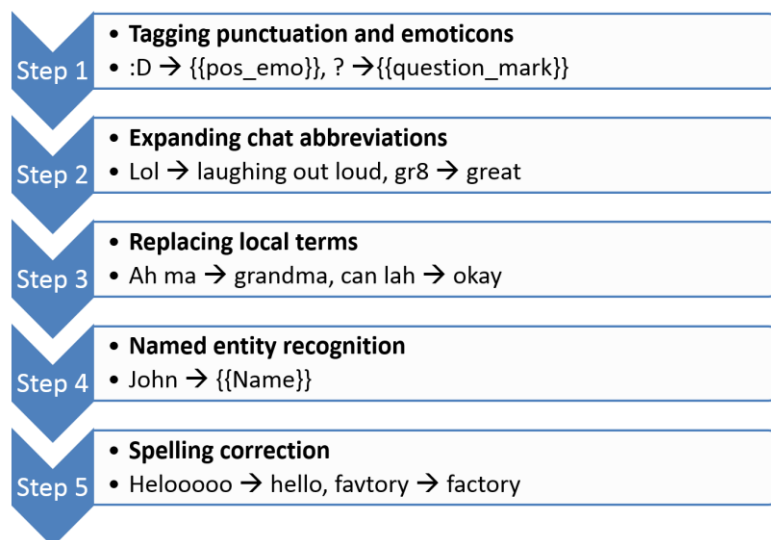 Step 1
• Tagging punctuation and emoticons
• :D → {{pos_emo}}, ? →{{question_mark}}
Step 2
• Expanding chat abbreviations
• Lol → laughing out loud, gr8 → great
Step 3
• Replacing local terms
• Ah ma → grandma, can lah → okay
Step 4
• Named entity recognition
• John → {{Name}}
Step 5
• Spelling correction
• Helooooo → hello, favtory → factory